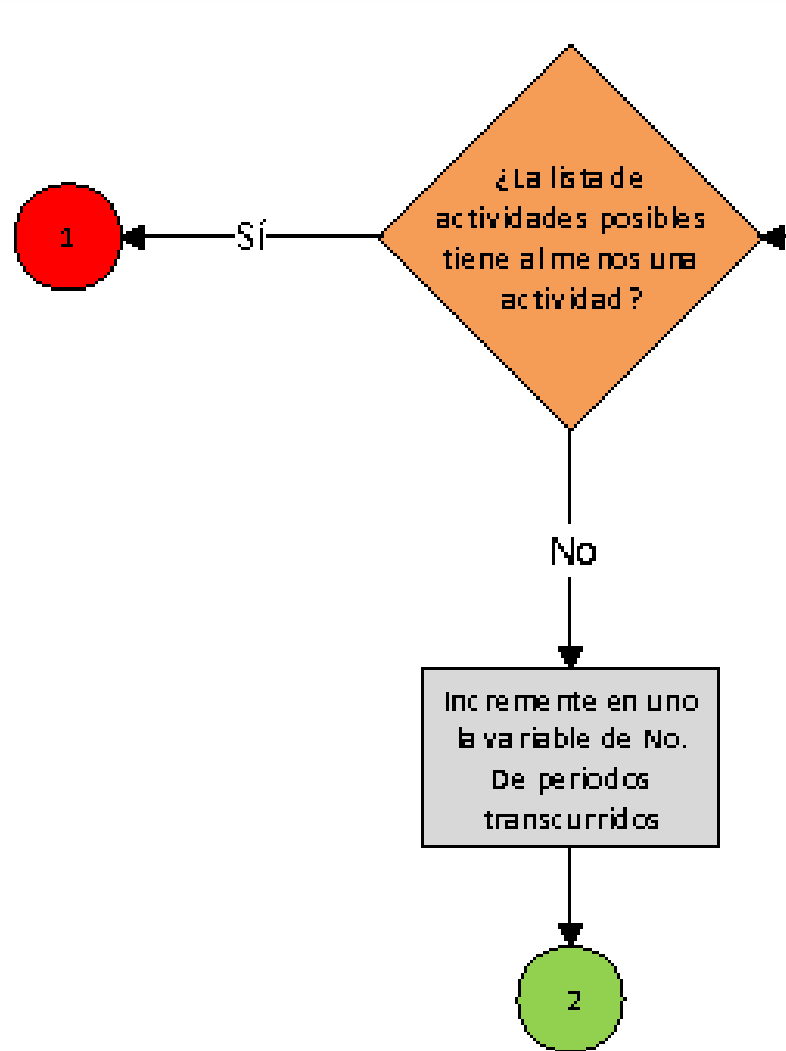 ¿La lista de
actividades posibles
tiene al menos una
actividad?
Sí
1
No
Incremente en uno
la variable de No.
De periodos
transcurridos
2